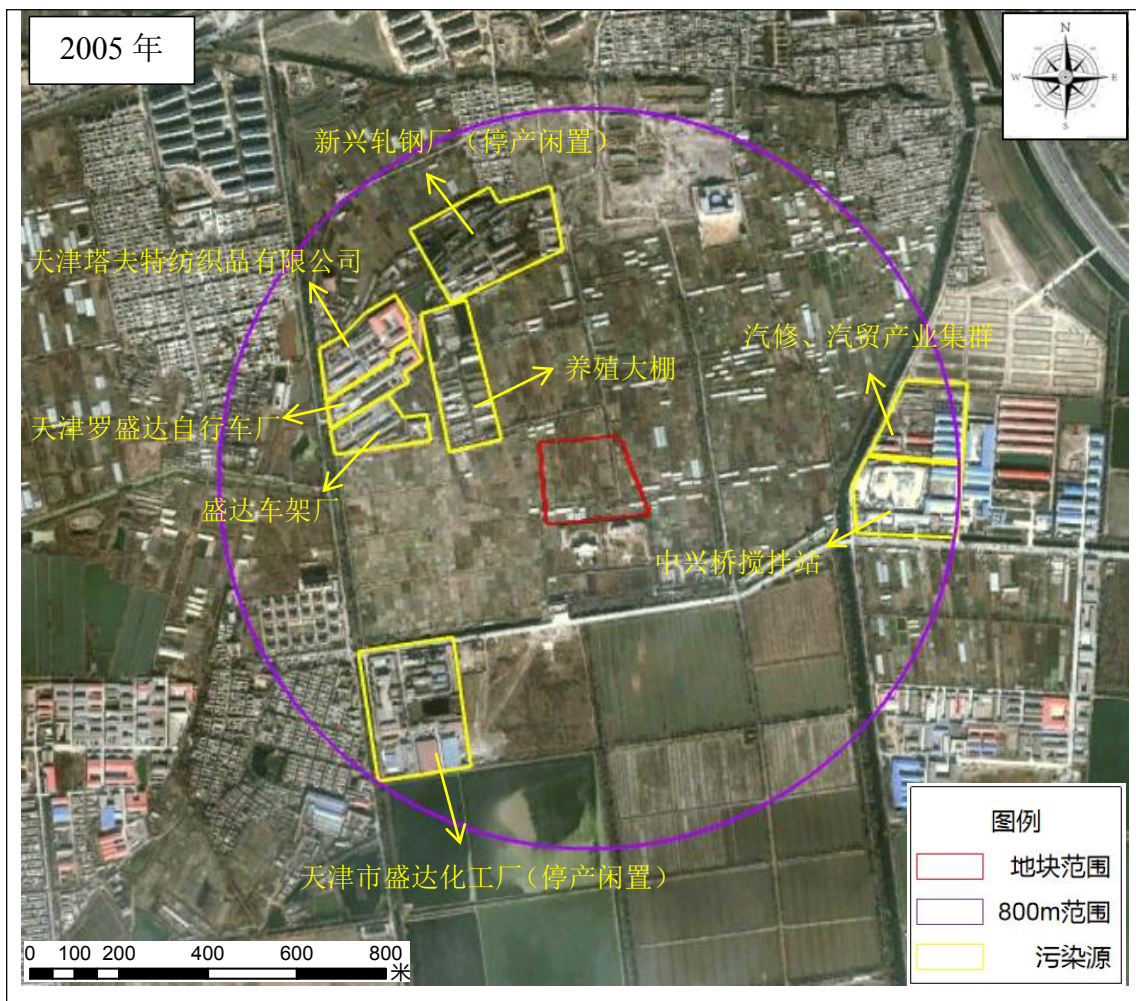 2005 年
N
W
E
S
新兴轧钢厂（停产闲置）
天津塔夫特纺织品有限公司
汽修、汽贸产业集群
养殖大棚
天津罗盛达自行车厂
盛达车架厂
中兴桥搅拌站
天津市盛达化工厂（停产闲置）
图例
地块范围
800m范围
污染源
0 100 200 400 600 800
米